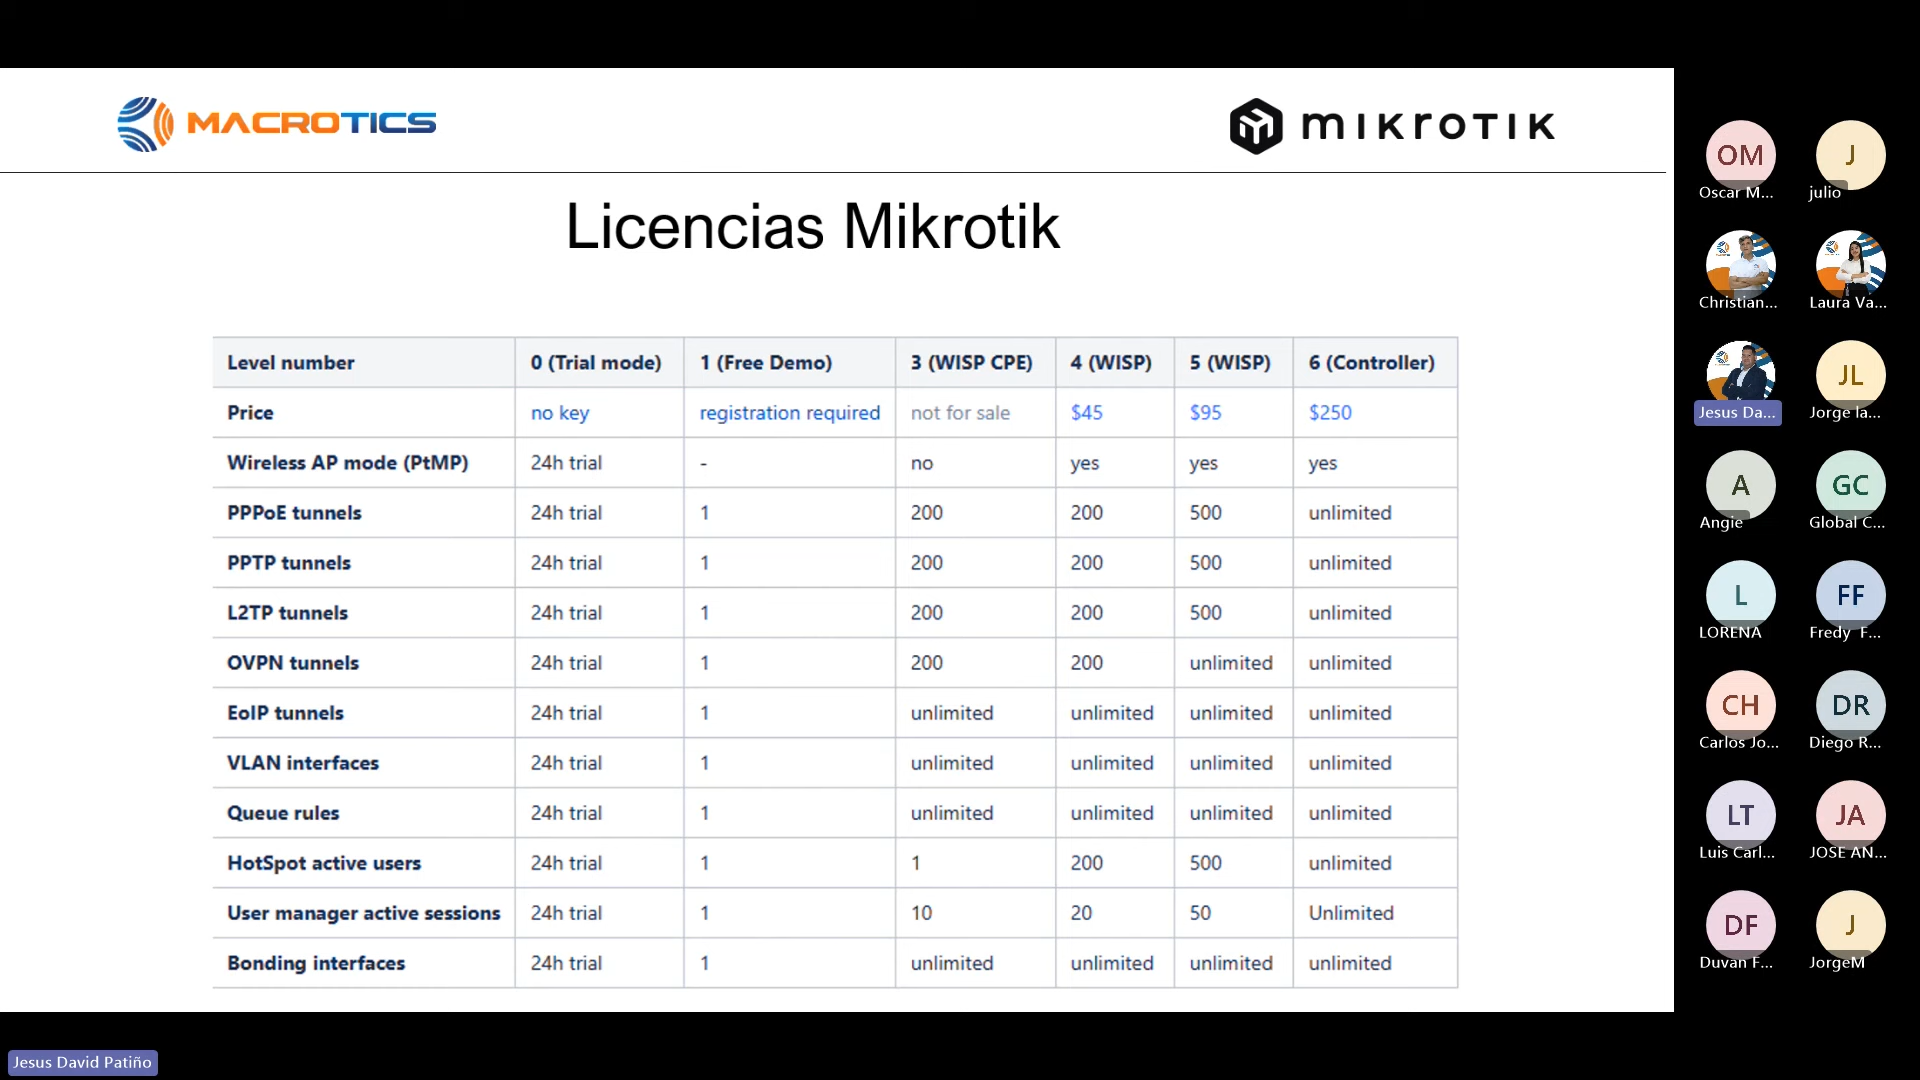 MACROTICS
mikrotik
Licencias Mikrotik
Level number 0 (Trial mode) 1 (Free Demo) 3 (WISP CPE) 4 (WISP) 5 (WISP) 6 (Controller)
Price no key registration required not for sale $45 $95 $250
Wireless AP mode (PtMP) 24h trial - no yes yes yes
PPPoE tunnels 24h trial 1 200 200 500 unlimited
PPTP tunnels 24h trial 1 200 200 500 unlimited
L2TP tunnels 24h trial 1 200 200 500 unlimited
OVPN tunnels 24h trial 1 200 200 unlimited unlimited
EoIP tunnels 24h trial 1 unlimited unlimited unlimited unlimited
VLAN interfaces 24h trial 1 unlimited unlimited unlimited unlimited
Queue rules 24h trial 1 unlimited unlimited unlimited unlimited
HotSpot active users 24h trial 1 1 200 500 unlimited
User manager active sessions 24h trial 1 10 20 50 Unlimited
Bonding interfaces 24h trial 1 unlimited unlimited unlimited unlimited
OM J
Oscar M... julio
Christian... Laura Va...
JL
Jesus Da... Jorge la...
A GC
Angie Global C...
L FF
LORENA Fredy F...
CH DR
Carlos Jo... Diego R...
LT JA
Luis Carl... JOSE AN...
DF J
Duvan F... JorgeM
Jesus David Patiño